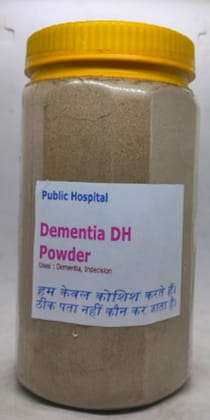 Public Hospital
Dementia DH
Powder
Uses : Dementia, Indecision
हम केवल कोशिश करते हैं।
ठीक पता नहीं कौन कर जाता है।